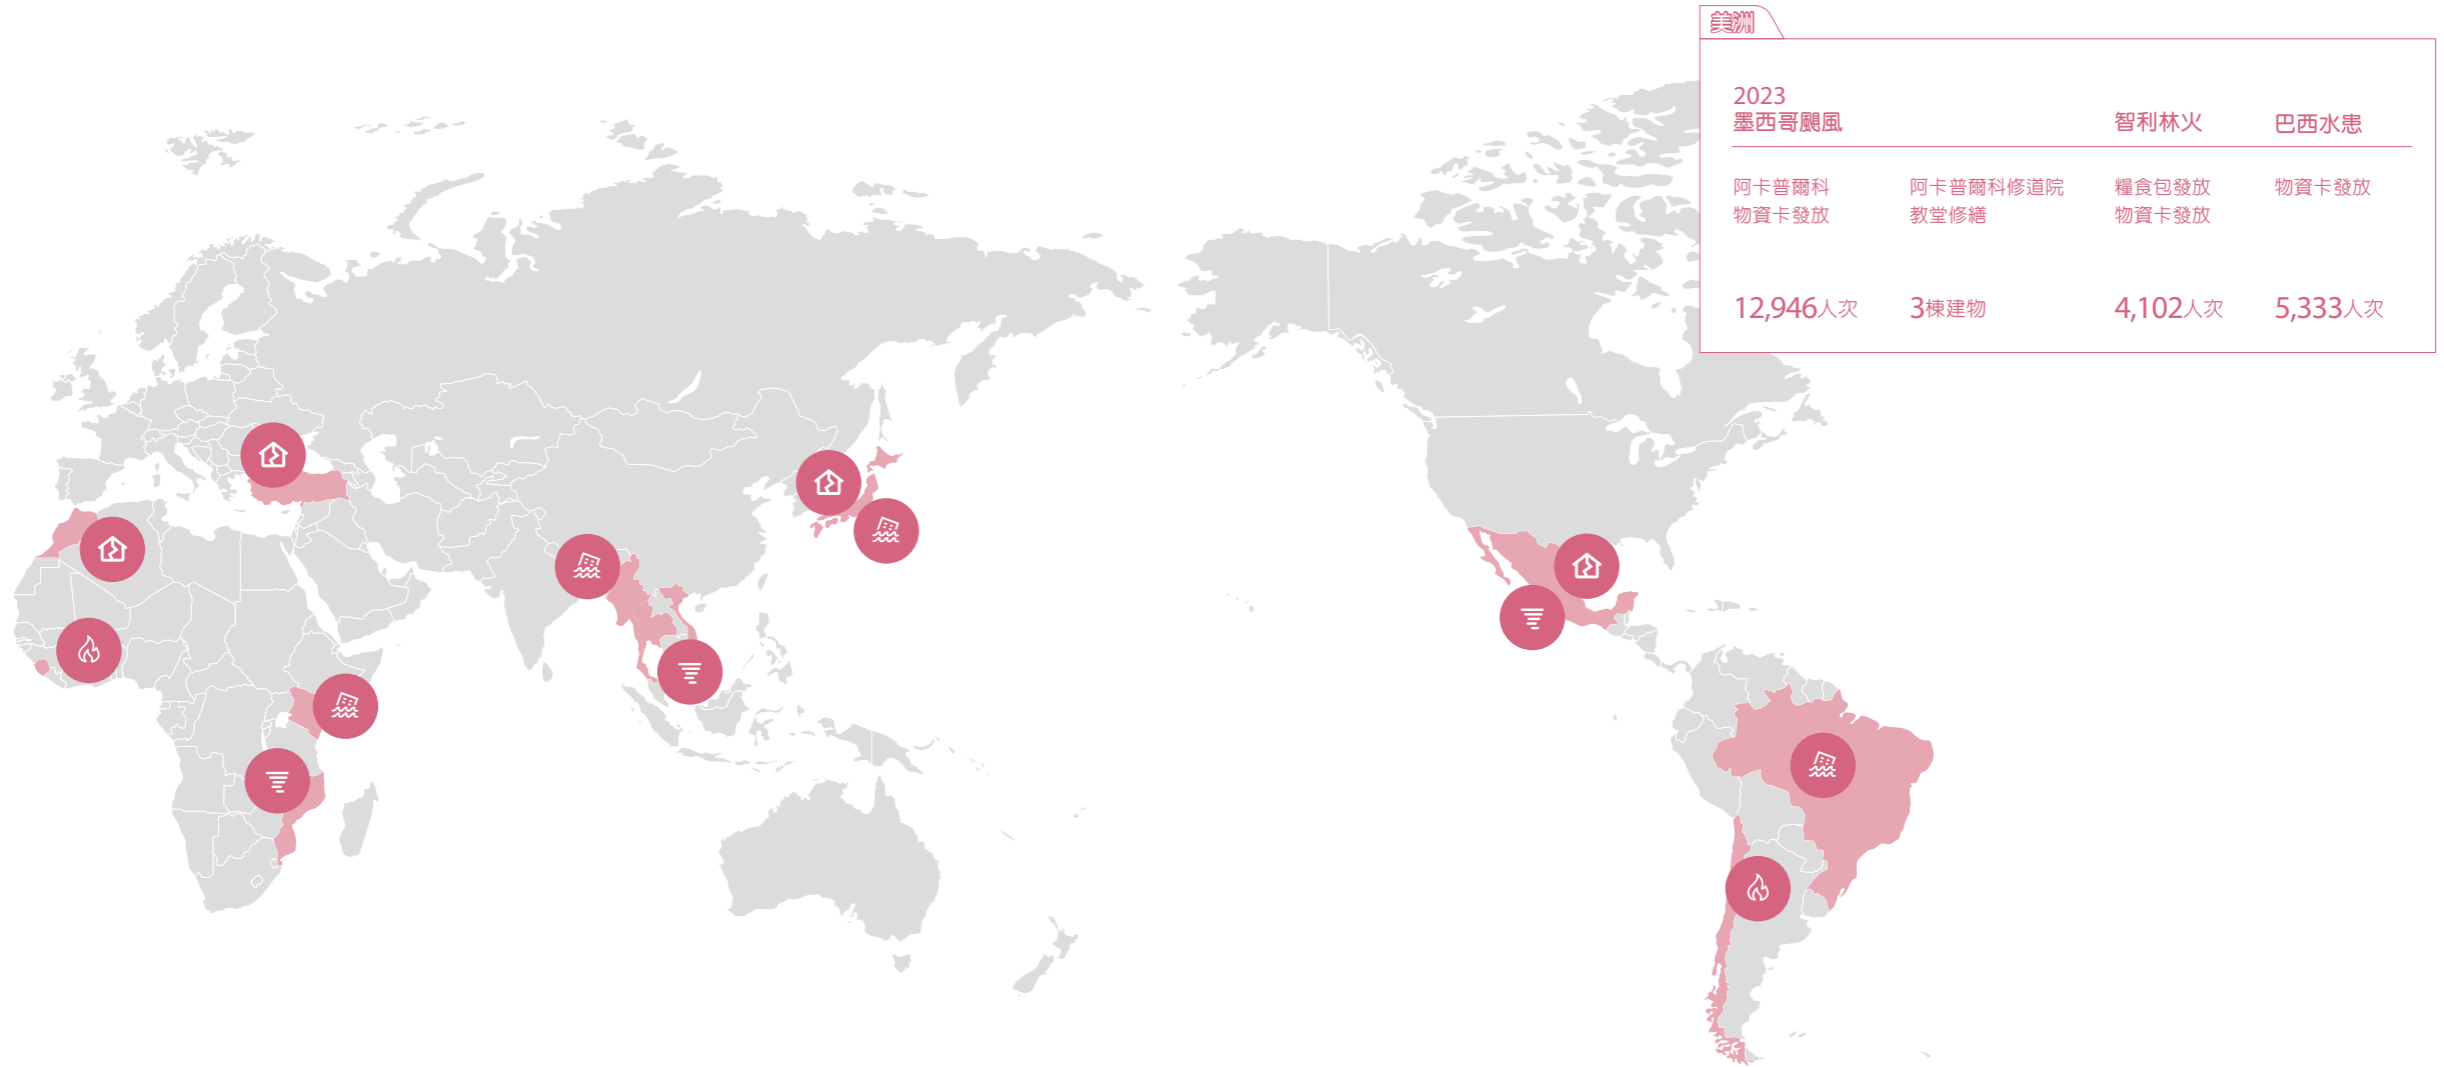 美洲
2023
墨西哥颶風
智利林火
巴西水患
阿卡普爾科
物資卡發放
阿卡普爾科修道院
教堂修繕
糧食包發放
物資卡發放
物資卡發放
12,946人次
3棟建物
4,102人次
5,333人次